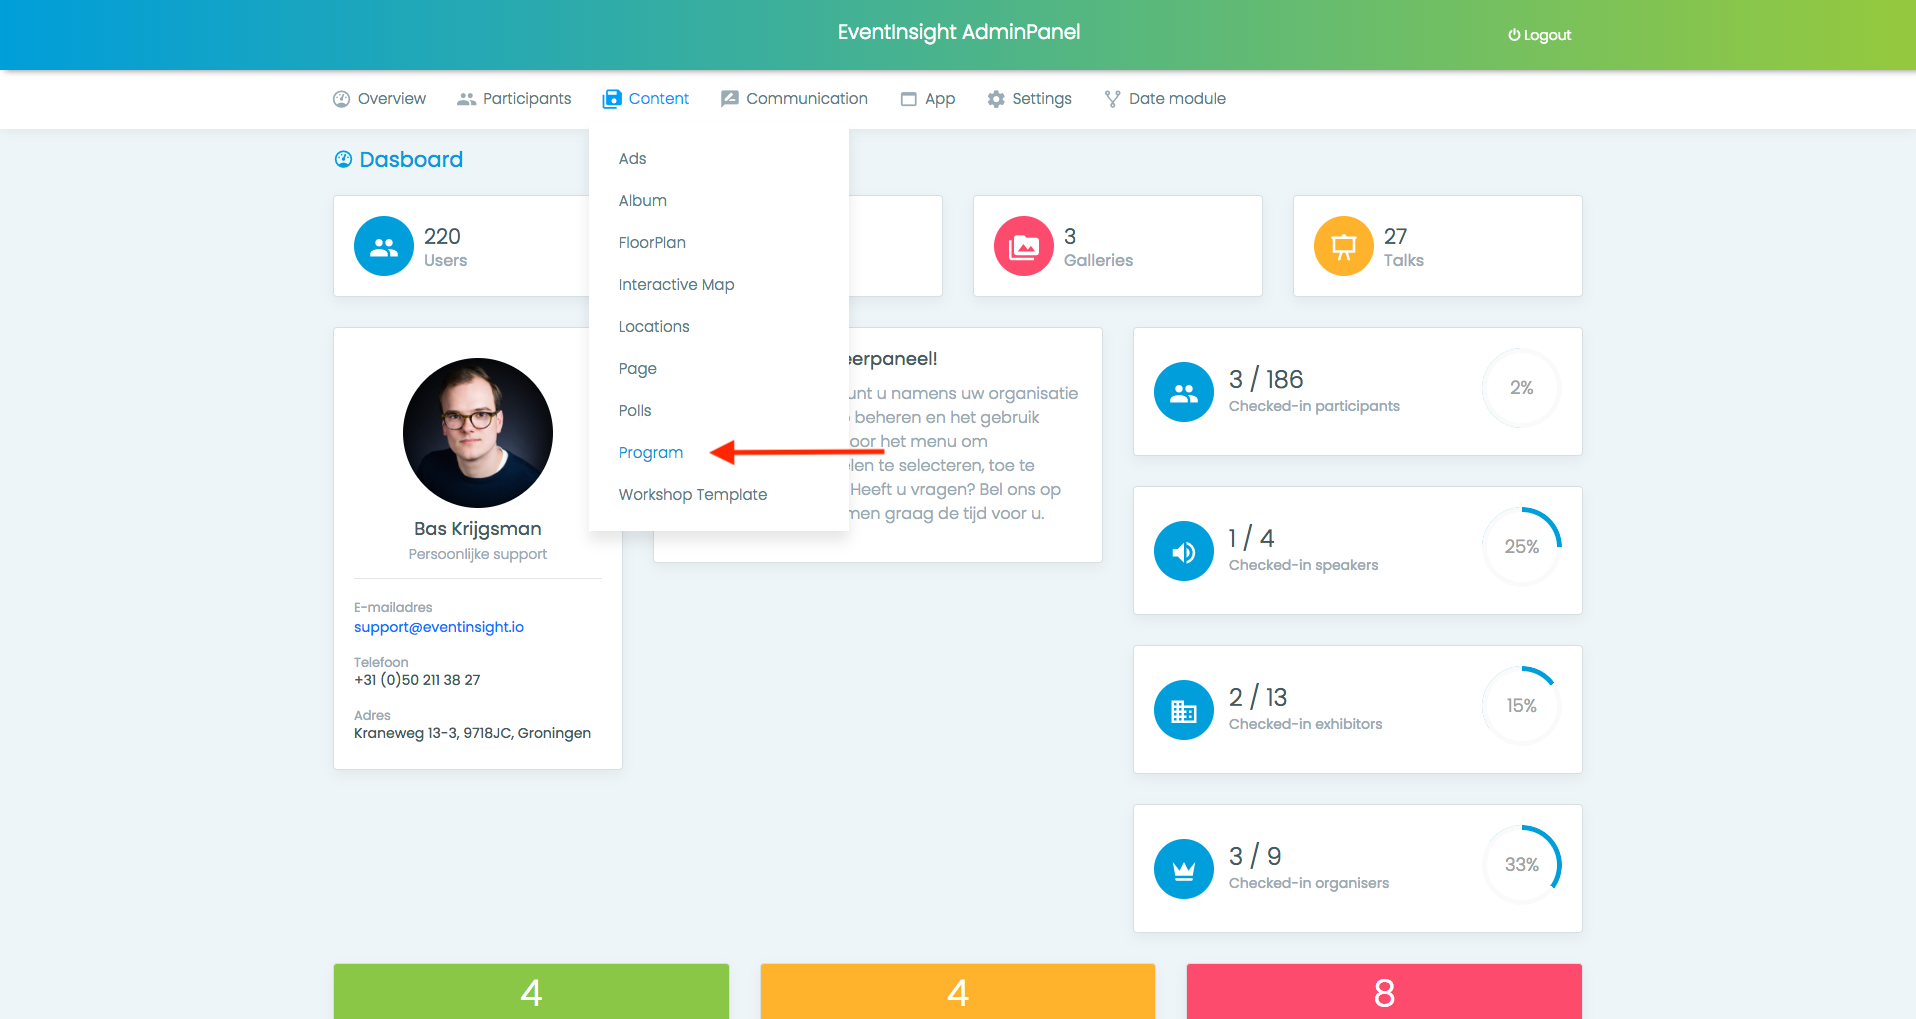 EventInsight AdminPanel
Logout
Overview
Participants
Content
Communication
App
Settings
Date module
Dasboard
Ads
Album
FloorPlan
Interactive Map
Locations
Page
Polls
Program
Workshop Template
220
Users
3
Galleries
27
Talks
Bas Krijgsman
Persoonlijke support
E-mailadres
support@eventinsight.io
Telefoon
+31 (0)50 211 38 27
Adres
Kraneweg 13-3, 9718JC, Groningen
namens uw organisatie
beheren en het gebruik
het menu om
te selecteren, toe te
Heeft u vragen? Bel ons op
graag de tijd voor u.
3 / 186
Checked-in participants
2%
1 / 4
Checked-in speakers
25%
2 / 13
Checked-in exhibitors
15%
3 / 9
Checked-in organisers
33%
4
4
8